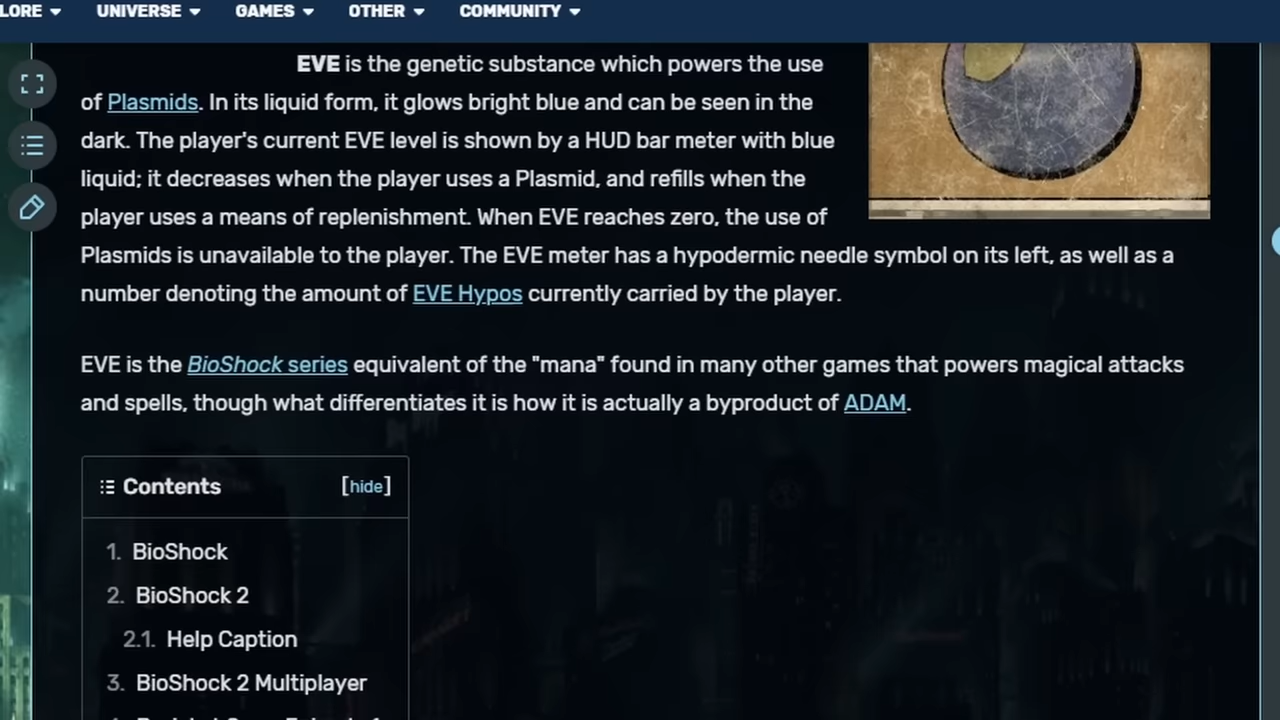 LORE UNIVERSE GAMES OTHER COMMUNITY
EVE is the genetic substance which powers the use
of Plasmids. In its liquid form, it glows bright blue and can be seen in the
dark. The player's current EVE level is shown by a HUD bar meter with blue
liquid; it decreases when the player uses a Plasmid, and refills when the
player uses a means of replenishment. When EVE reaches zero, the use of
Plasmids is unavailable to the player. The EVE meter has a hypodermic needle symbol on its left, as well as a
number denoting the amount of EVE Hypos currently carried by the player.
EVE is the BioShock series equivalent of the "mana" found in many other games that powers magical attacks
and spells, though what differentiates it is how it is actually a byproduct of ADAM.
Contents [hide]
1. BioShock
2. BioShock 2
2.1. Help Caption
3. BioShock 2 Multiplayer